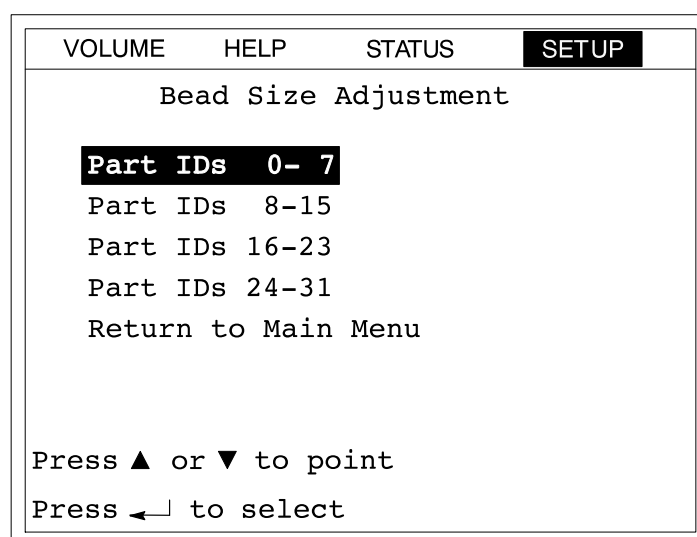 VOLUME HELP STATUS SETUP
Bead Size Adjustment
Part IDs 0– 7
Part IDs 8–15
Part IDs 16–23
Part IDs 24–31
Return to Main Menu
Press ▲ or ▼ to point
Press ↵ to select